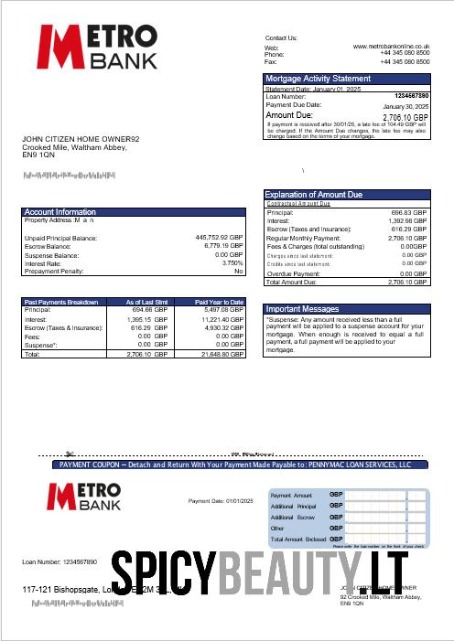 METRO
BANK
Contact Us:
Web: www.metrobankonline.co.uk
Phone: +44 345 080 8500
Fax: +44 345 080 8500
Mortgage Activity Statement
Statement Date: January 01, 2025
Loan Number: 1234567890
Payment Due Date: January 30, 2025
Amount Due: 2,706.10 GBP
If payment is received after 30/01/25, a late fee of 104.49 GBP will
be charged. If the Amount Due changes, the late fee may also
change based on the terms of your mortgage.
JOHN CITIZEN HOME OWNER92
Crooked Mile, Waltham Abbey,
EN9 1QN
Explanation of Amount Due
Contractual Amount Due
Principal: 696.83 GBP
Interest: 1,392.98 GBP
Escrow (Taxes and Insurance): 616.29 GBP
Regular Monthly Payment: 2,706.10 GBP
Fees & Charges (total outstanding) 0.00GBP
Charges since last statement: 0.00 GBP
Credits since last statement: 0.00 GBP
Overdue Payment: 0.00 GBP
Total Amount Due: 2,706.10 GBP
Account Information
Property Address: M a n
Unpaid Principal Balance: 445,752.92 GBP
Escrow Balance: 6,779.19 GBP
Suspense Balance: 0.00 GBP
Interest Rate: 3.750%
Prepayment Penalty: No
Past Payments Breakdown As of Last Stmt Paid Year to Date
Principal: 694.66 GBP 5,497.08 GBP
Interest: 1,395.15 GBP 11,221.40 GBP
Escrow (Taxes & Insurance): 616.29 GBP 4,930.32 GBP
Fees: 0.00 GBP 0.00 GBP
Suspense*: 0.00 GBP 0.00 GBP
Total: 2,706.10 GBP 21,648.80 GBP
Important Messages
*Suspense: Any amount received less than a full
payment will be applied to a suspense account for your
mortgage. When enough is received to equal a full
payment, a full payment will be applied to your
mortgage.
PAYMENT COUPON – Detach and Return With Your Payment Made Payable to: PENNYMAC LOAN SERVICES, LLC
METRO
BANK
Payment Date: 01/01/2025
Payment Amount GBP
Additional Principal GBP
Additional Escrow GBP
Other GBP
Total Amount Enclosed GBP
Please write the loan number on the front of your check.
Loan Number: 1234567890
SPICYBEAUTY.LT
117-121 Bishopsgate,
OWNER
92 Crooked Mile, Waltham Abbey,
EN9 1QN